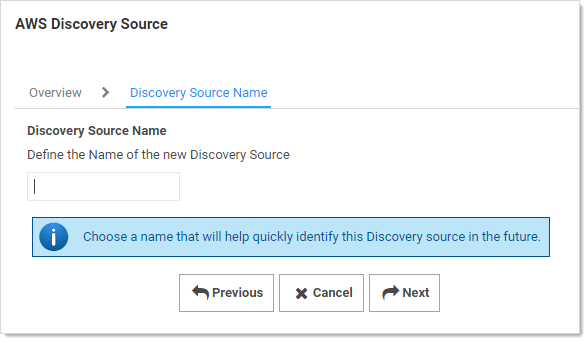 AWS Discovery Source
Overview
Discovery Source Name
Discovery Source Name
Define the Name of the new Discovery Source
Choose a name that will help quickly identify this Discovery source in the future.
Previous
Cancel
Next